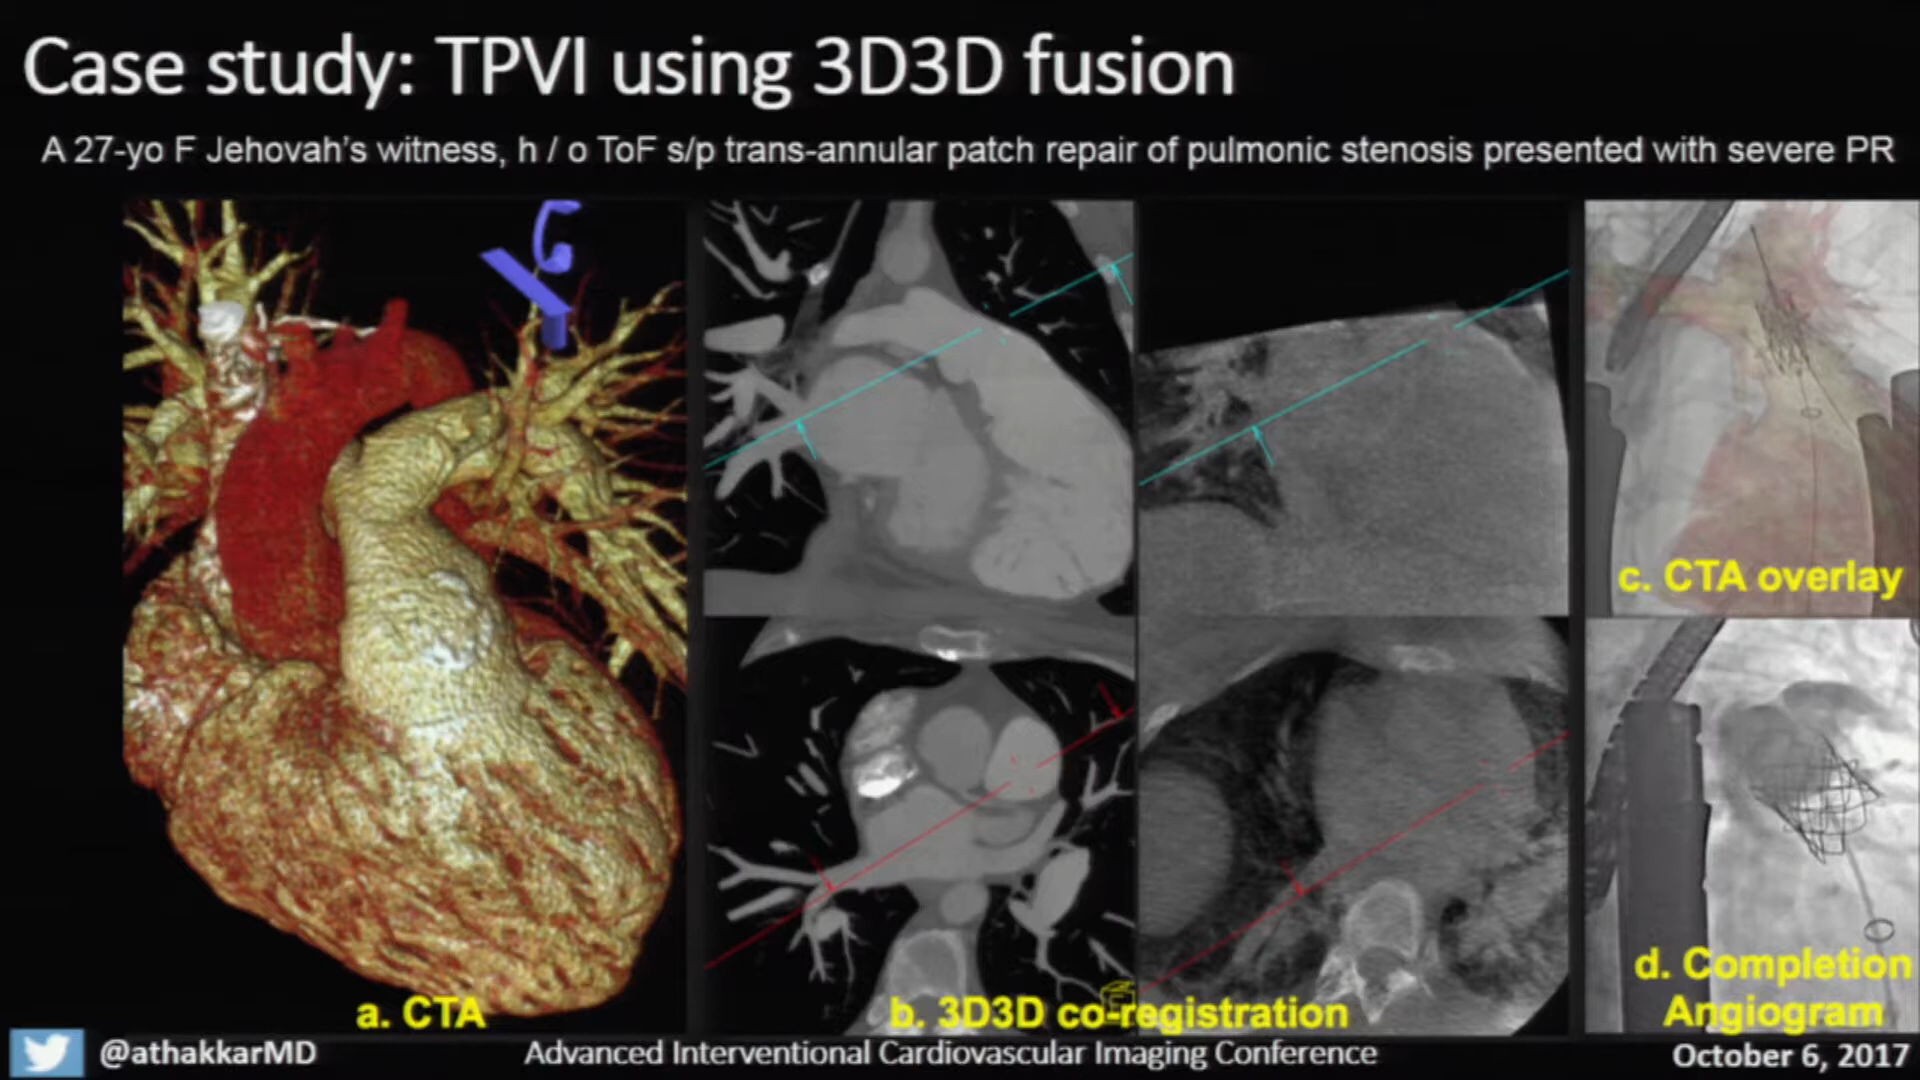 Case study: TPVI using 3D3D fusion
A 27-yo F Jehovah's witness, h / o ToF s/p trans-annular patch repair of pulmonic stenosis presented with severe PR
c. CTA overlay
d. Completion
Angiogram
a. CTA
b. 3D3D co-registration
@athakkarMD
Advanced Interventional Cardiovascular Imaging Conference
October 6, 2017